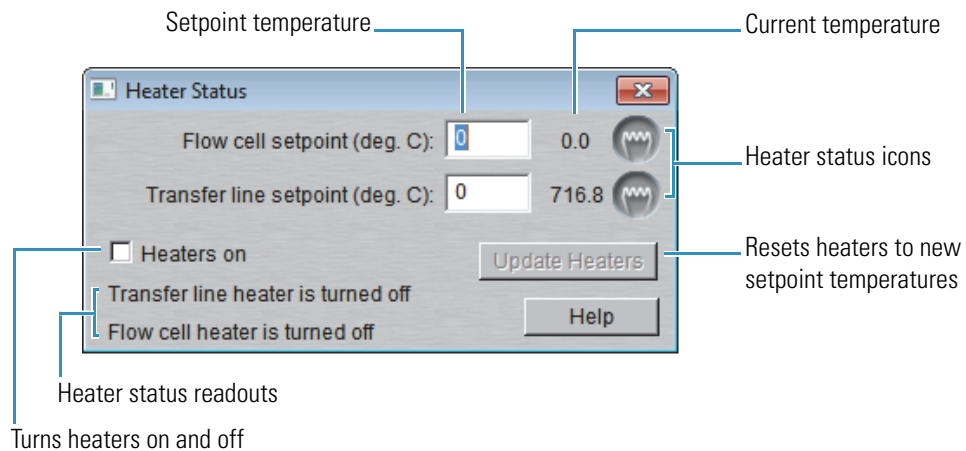 Setpoint temperature
Current temperature
Heater Status
Flow cell setpoint (deg. C): 0 0.0
Heater status icons
Transfer line setpoint (deg. C): 0 716.8
Heaters on
Update Heaters
Resets heaters to new
setpoint temperatures
Transfer line heater is turned off
Help
Flow cell heater is turned off
Heater status readouts
Turns heaters on and off